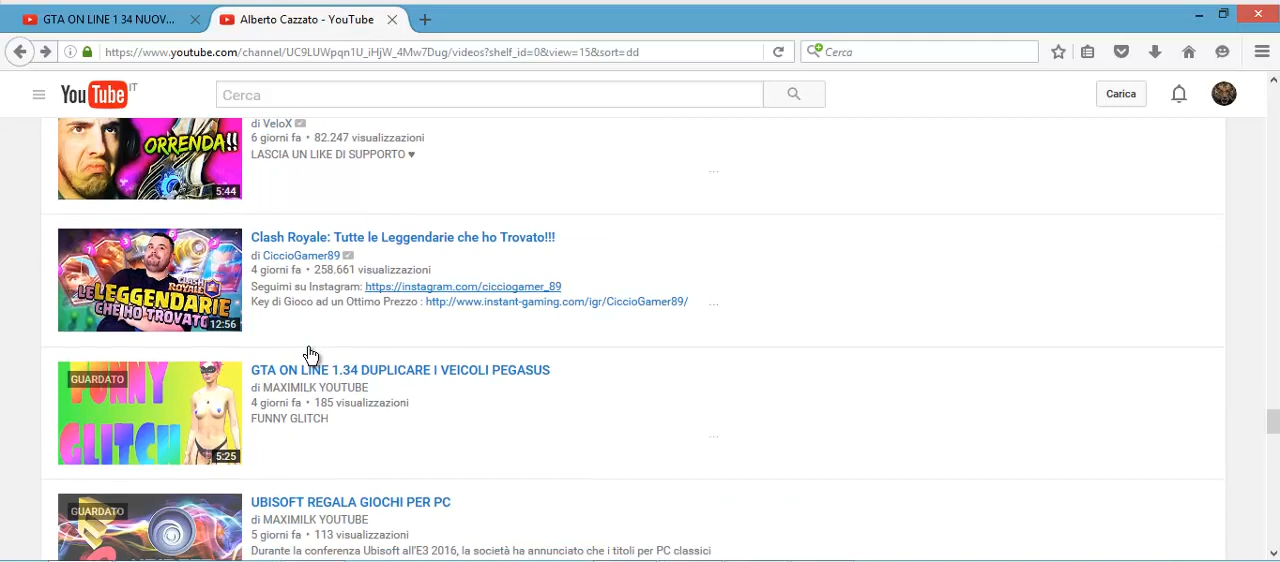 GTA ON LINE 1 34 NUOV...
Alberto Cazzato - YouTube
https://www.youtube.com/channel/UC9LUWpqn1U_iHjW_4Mw7Dug/videos?shelf_id=0&view=15&sort=dd
Cerca
YouTube IT
Cerca
Carica
ORRENDA!!
5:44
di VeloX
6 giorni fa • 82.247 visualizzazioni
LASCIA UN LIKE DI SUPPORTO ♥
...
CLASH ROYALE
LE LEGGENDARIE
CHE HO TROVATO
12:56
Clash Royale: Tutte le Leggendarie che ho Trovato!!!
di CiccioGamer89
4 giorni fa • 258.661 visualizzazioni
Seguimi su Instagram: https://instagram.com/cicciogamer_89
Key di Gioco ad un Ottimo Prezzo : http://www.instant-gaming.com/igr/CiccioGamer89/
...
GUARDATO
FUNNY
GLITCH
5:25
GTA ON LINE 1.34 DUPLICARE I VEICOLI PEGASUS
di MAXIMILK YOUTUBE
4 giorni fa • 185 visualizzazioni
FUNNY GLITCH
...
GUARDATO
UBISOFT REGALA GIOCHI PER PC
di MAXIMILK YOUTUBE
5 giorni fa • 113 visualizzazioni
Durante la conferenza Ubisoft all'E3 2016, la società ha annunciato che i titoli per PC classici